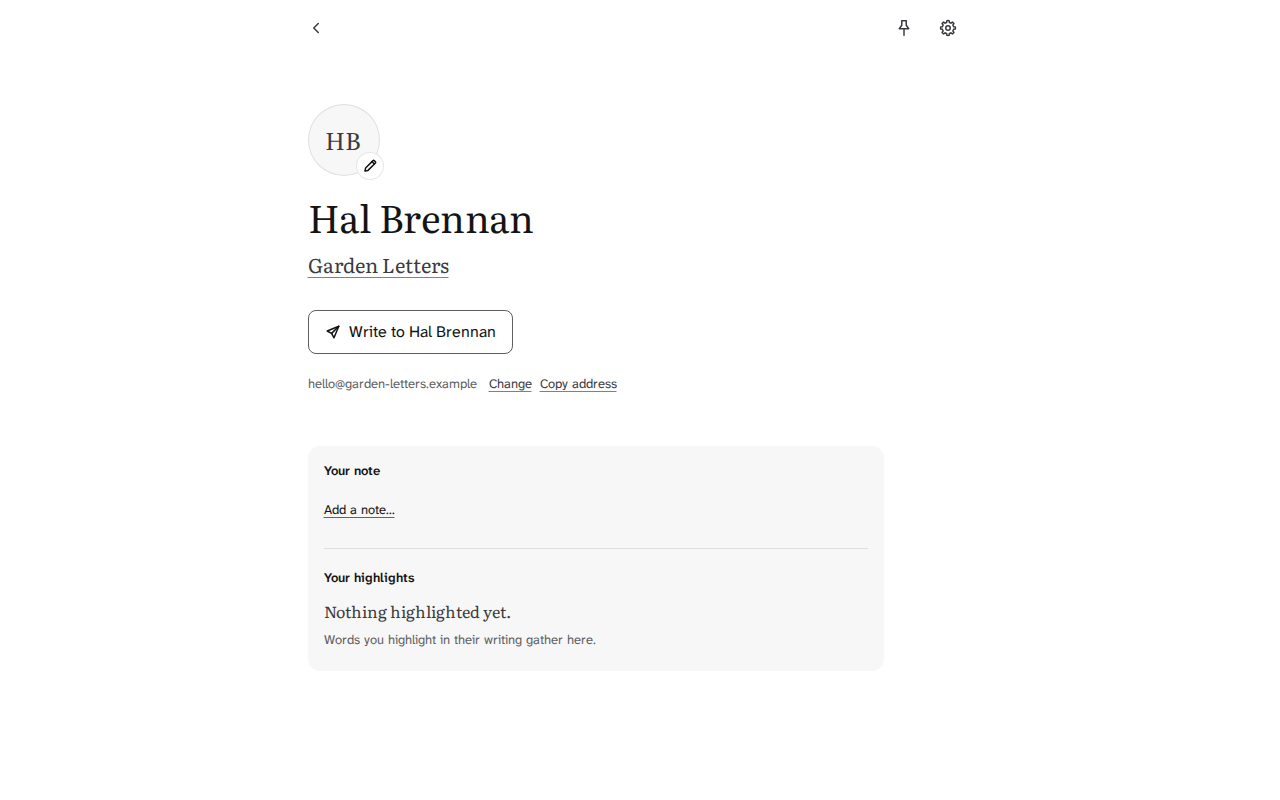 HB
Hal Brennan
Garden Letters
Write to Hal Brennan
hello@garden-letters.example Change Copy address
Your note
Add a note...
Your highlights
Nothing highlighted yet.
Words you highlight in their writing gather here.